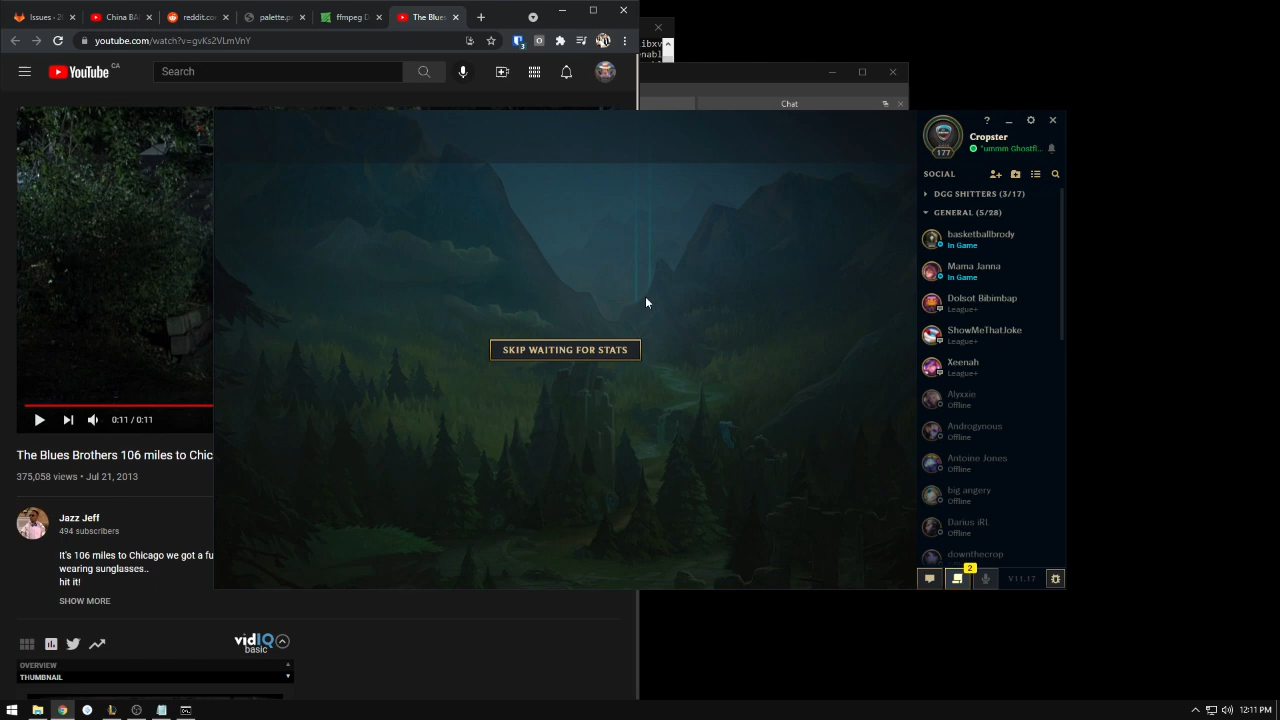 Issues - 2
China BA
reddit.co
palette.p
ffmpeg D
The Blues
youtube.com/watch?v=gvKs2VLmVnY
3
YouTube CA
Search
Chat
0:11 / 0:11
The Blues Brothers 106 miles to Chic
375,058 views • Jul 21, 2013
Jazz Jeff
494 subscribers
It's 106 miles to Chicago we got a fu
wearing sunglasses..
hit it!
SHOW MORE
vidIQ
basic
OVERVIEW
THUMBNAIL
SKIP WAITING FOR STATS
?
177
Cropster
"ummm Ghostfl...
SOCIAL
DGG SHITTERS (3/17)
GENERAL (5/28)
basketballbrody
In Game
Mama Janna
In Game
Dolsot Bibimbap
League+
ShowMeThatJoke
League+
Xeenah
League+
Alyxxie
Offline
Androgynous
Offline
Antoine Jones
Offline
big angery
Offline
Darius iRL
Offline
downthecrop
2
V11.17
12:11 PM